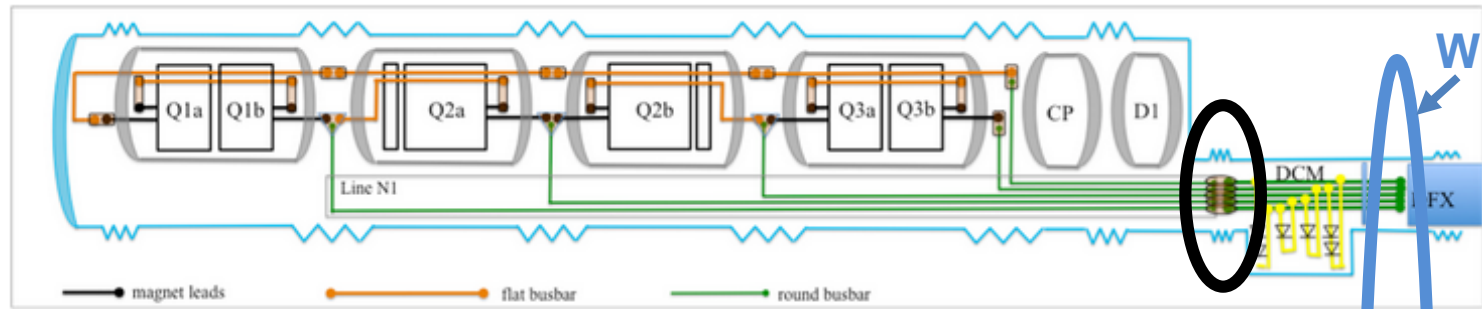 W
Q1a Q1b Q2a Q2b Q3a Q3b CP D1
Line N1
DCM
FX
magnet leads flat busbar round busbar